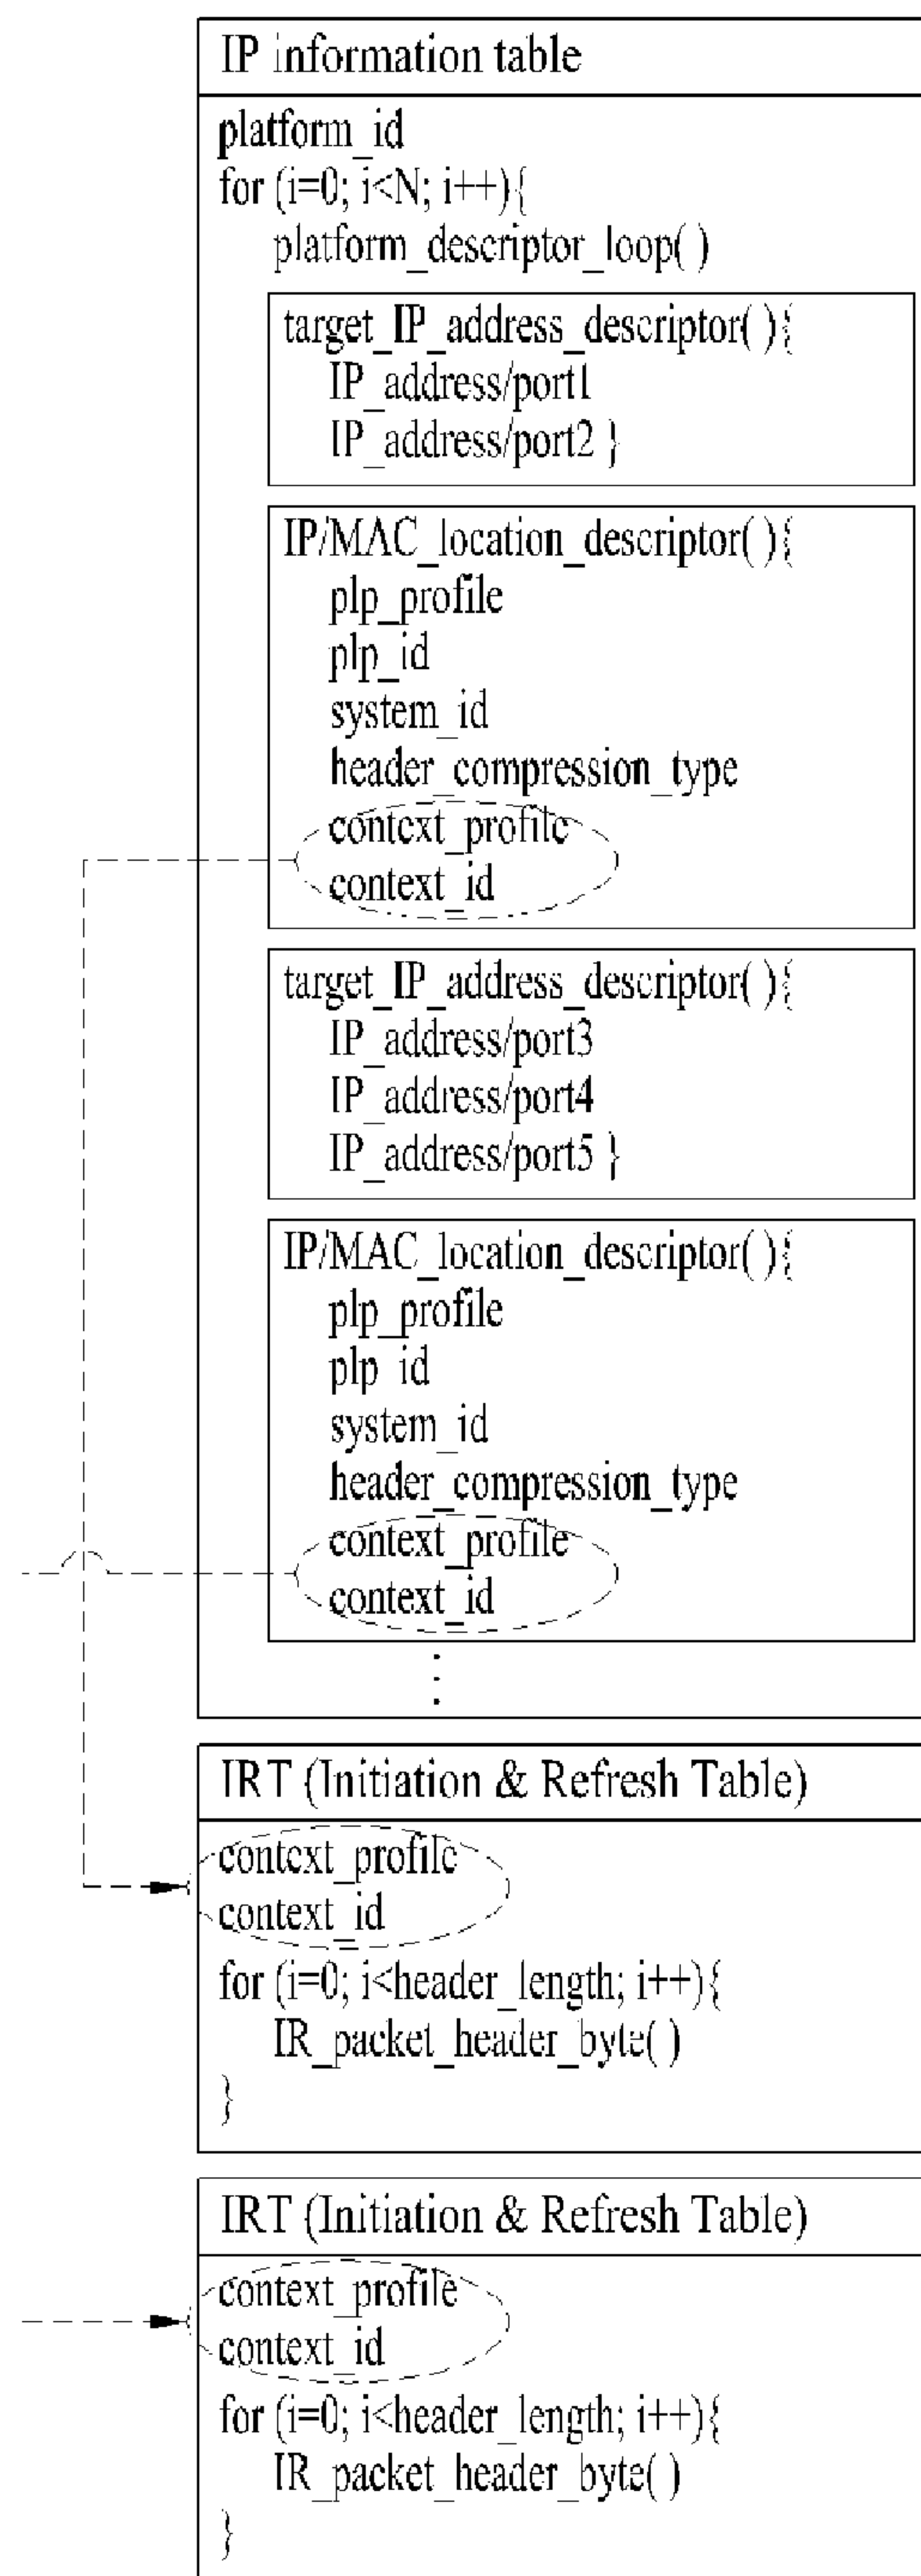 IP information table
platform_id
for (i=0; i<N; i++){
platform_descriptor_loop( )
target_IP_address_descriptor( ){
IP_address/port1
IP_address/port2 }
IP/MAC_location_descriptor( ){
plp_profile
plp_id
system_id
header_compression_type
context_profile
context_id
target_IP_address_descriptor( ){
IP_address/port3
IP_address/port4
IP_address/port5 }
IP/MAC_location_descriptor( ){
plp_profile
plp_id
system_id
header_compression_type
context_profile
context_id
IRT (Initiation & Refresh Table)
context_profile
context_id
for (i=0; i<header_length; i++){
IR_packet_header_byte( )
}
IRT (Initiation & Refresh Table)
context_profile
context_id
for (i=0; i<header_length; i++){
IR_packet_header_byte( )
}